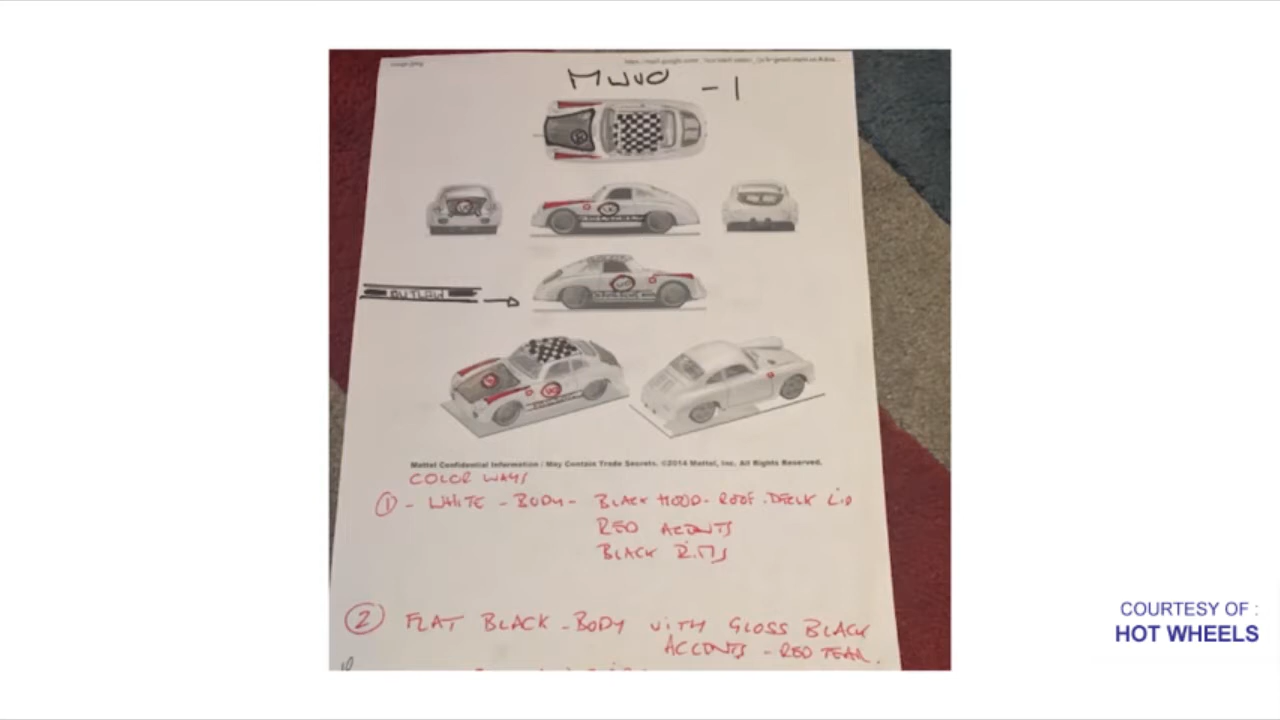 - 1
OUTLAW
Mattel Confidential Information / May Contain Trade Secrets. ©2014 Mattel, Inc. All Rights Reserved.
COLOR WAYS
① - WHITE - BODY - BLACK HOOD - ROOF - DECK LID
RED ACCENTS
BLACK RIMS
② FLAT BLACK - BODY WITH GLOSS BLACK
ACCENTS - RED TEAR.
COURTESY OF :
HOT WHEELS